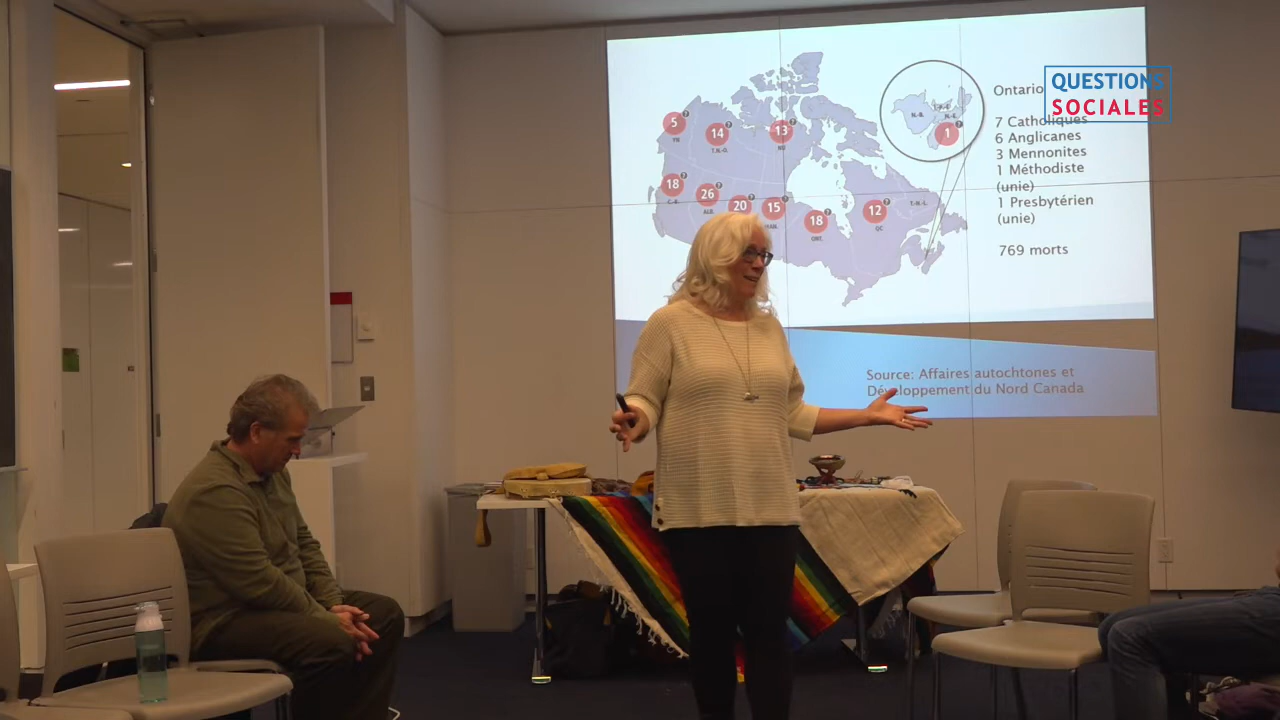 QUESTIONS
SOCIALES
Ontario
7 Catholiques
6 Anglicanes
3 Mennonites
1 Méthodiste
(unie)
1 Presbytérien
(unie)
769 morts
5
YN
14
T.N.-O.
13
NU
18
C.-B.
26
ALB.
20
15
MAN.
18
ONT.
12
QC
T.-N.-L.
N.-B.
N.-É.
1
Source: Affaires autochtones et
Développement du Nord Canada